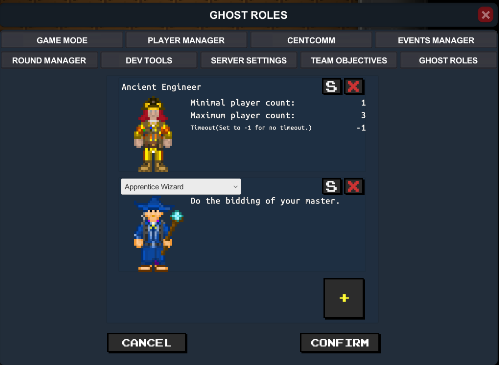 GHOST ROLES
GAME MODE PLAYER MANAGER CENTCOMM EVENTS MANAGER
ROUND MANAGER DEV TOOLS SERVER SETTINGS TEAM OBJECTIVES GHOST ROLES
Ancient Engineer S X
Minimal player count: 1
Maximum player count: 3
Timeout(Set to -1 for no timeout.) -1
Apprentice Wizard S X
Do the bidding of your master.
+
CANCEL CONFIRM